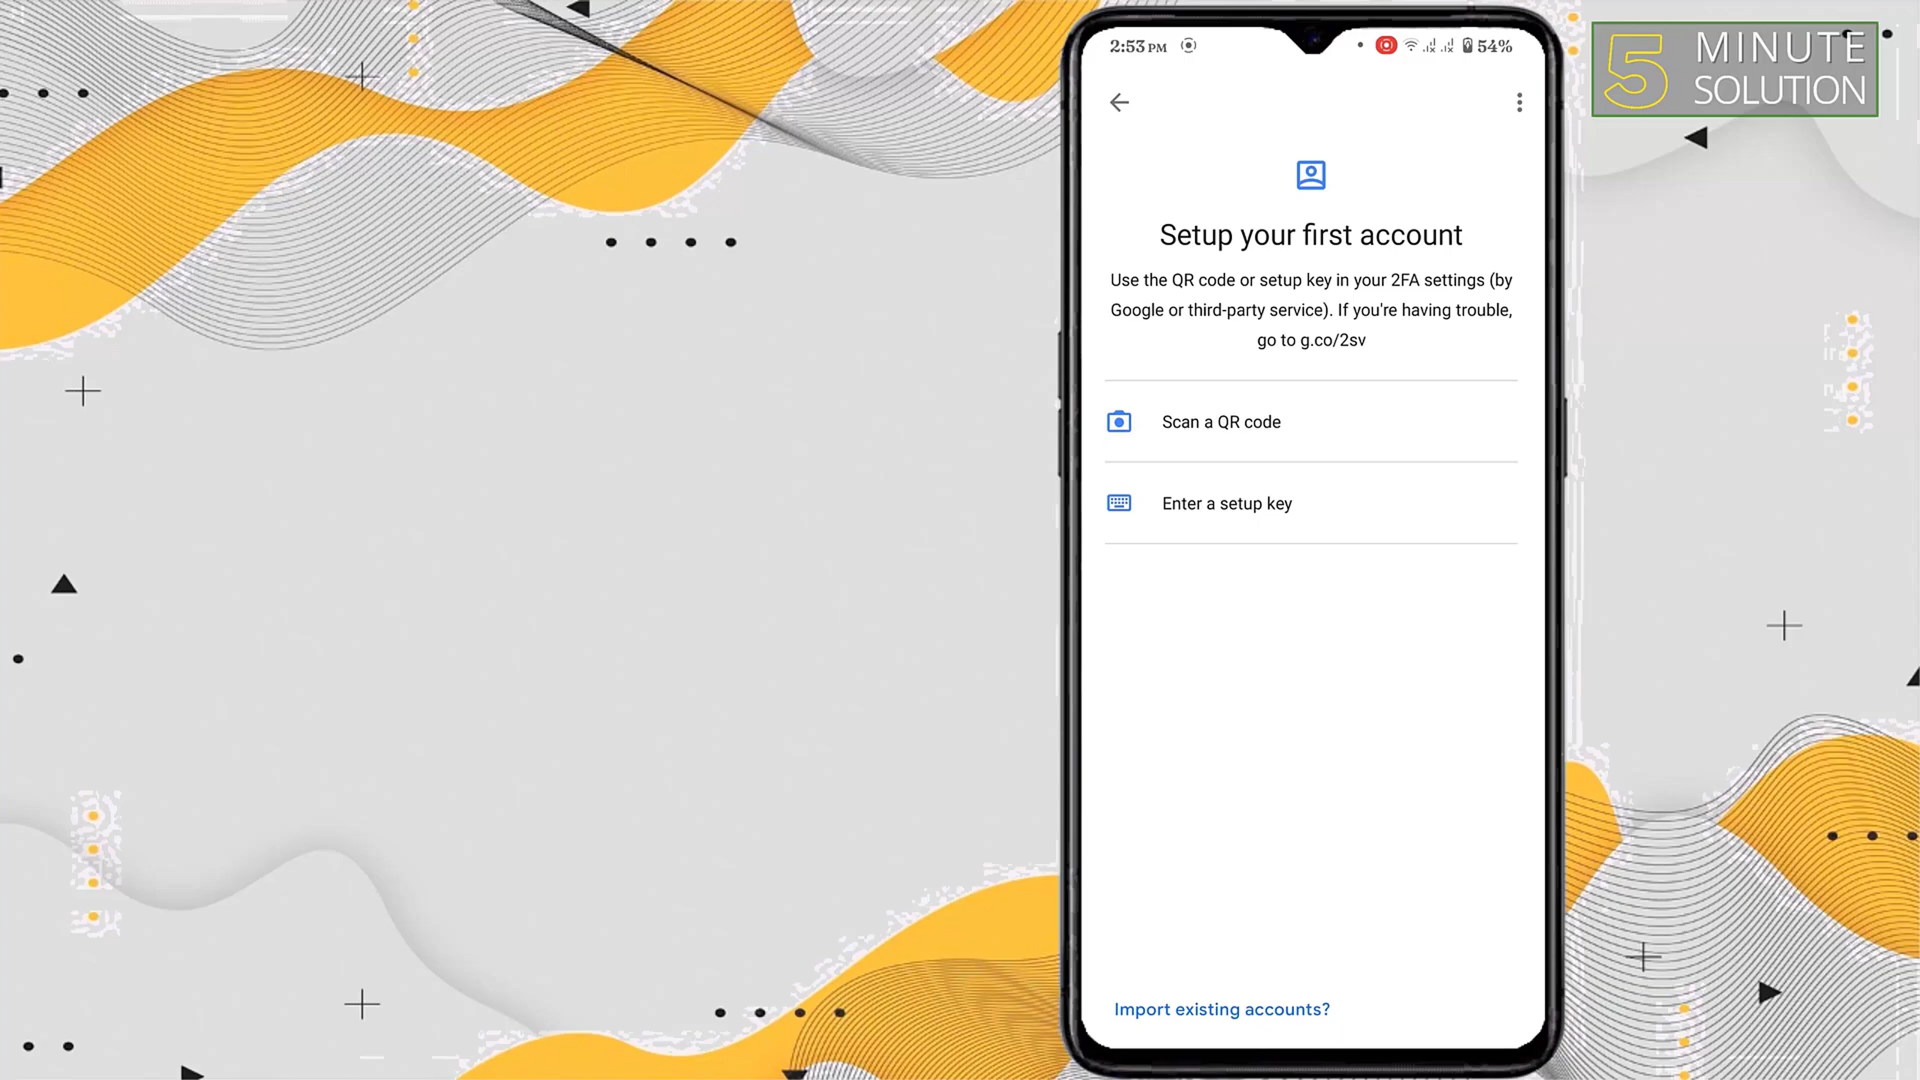 2:53 PM
54%
5 MINUTE
SOLUTION
Setup your first account
Use the QR code or setup key in your 2FA settings (by
Google or third-party service). If you're having trouble,
go to g.co/2sv
Scan a QR code
Enter a setup key
Import existing accounts?